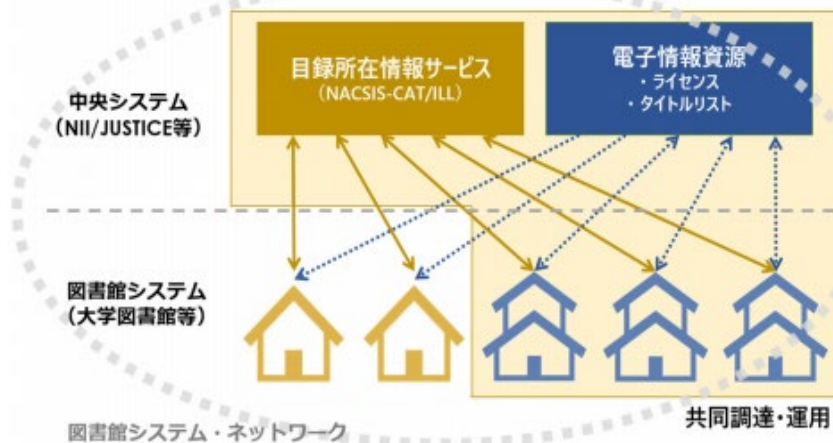 目録所在情報サービス
(NACSIS-CAT/ILL)
電子情報資源
・ライセンス
・タイトルリスト
中央システム
(NII/JUSTICE等)
図書館システム
(大学図書館等)
共同調達・運用
図書館システム・ネットワーク